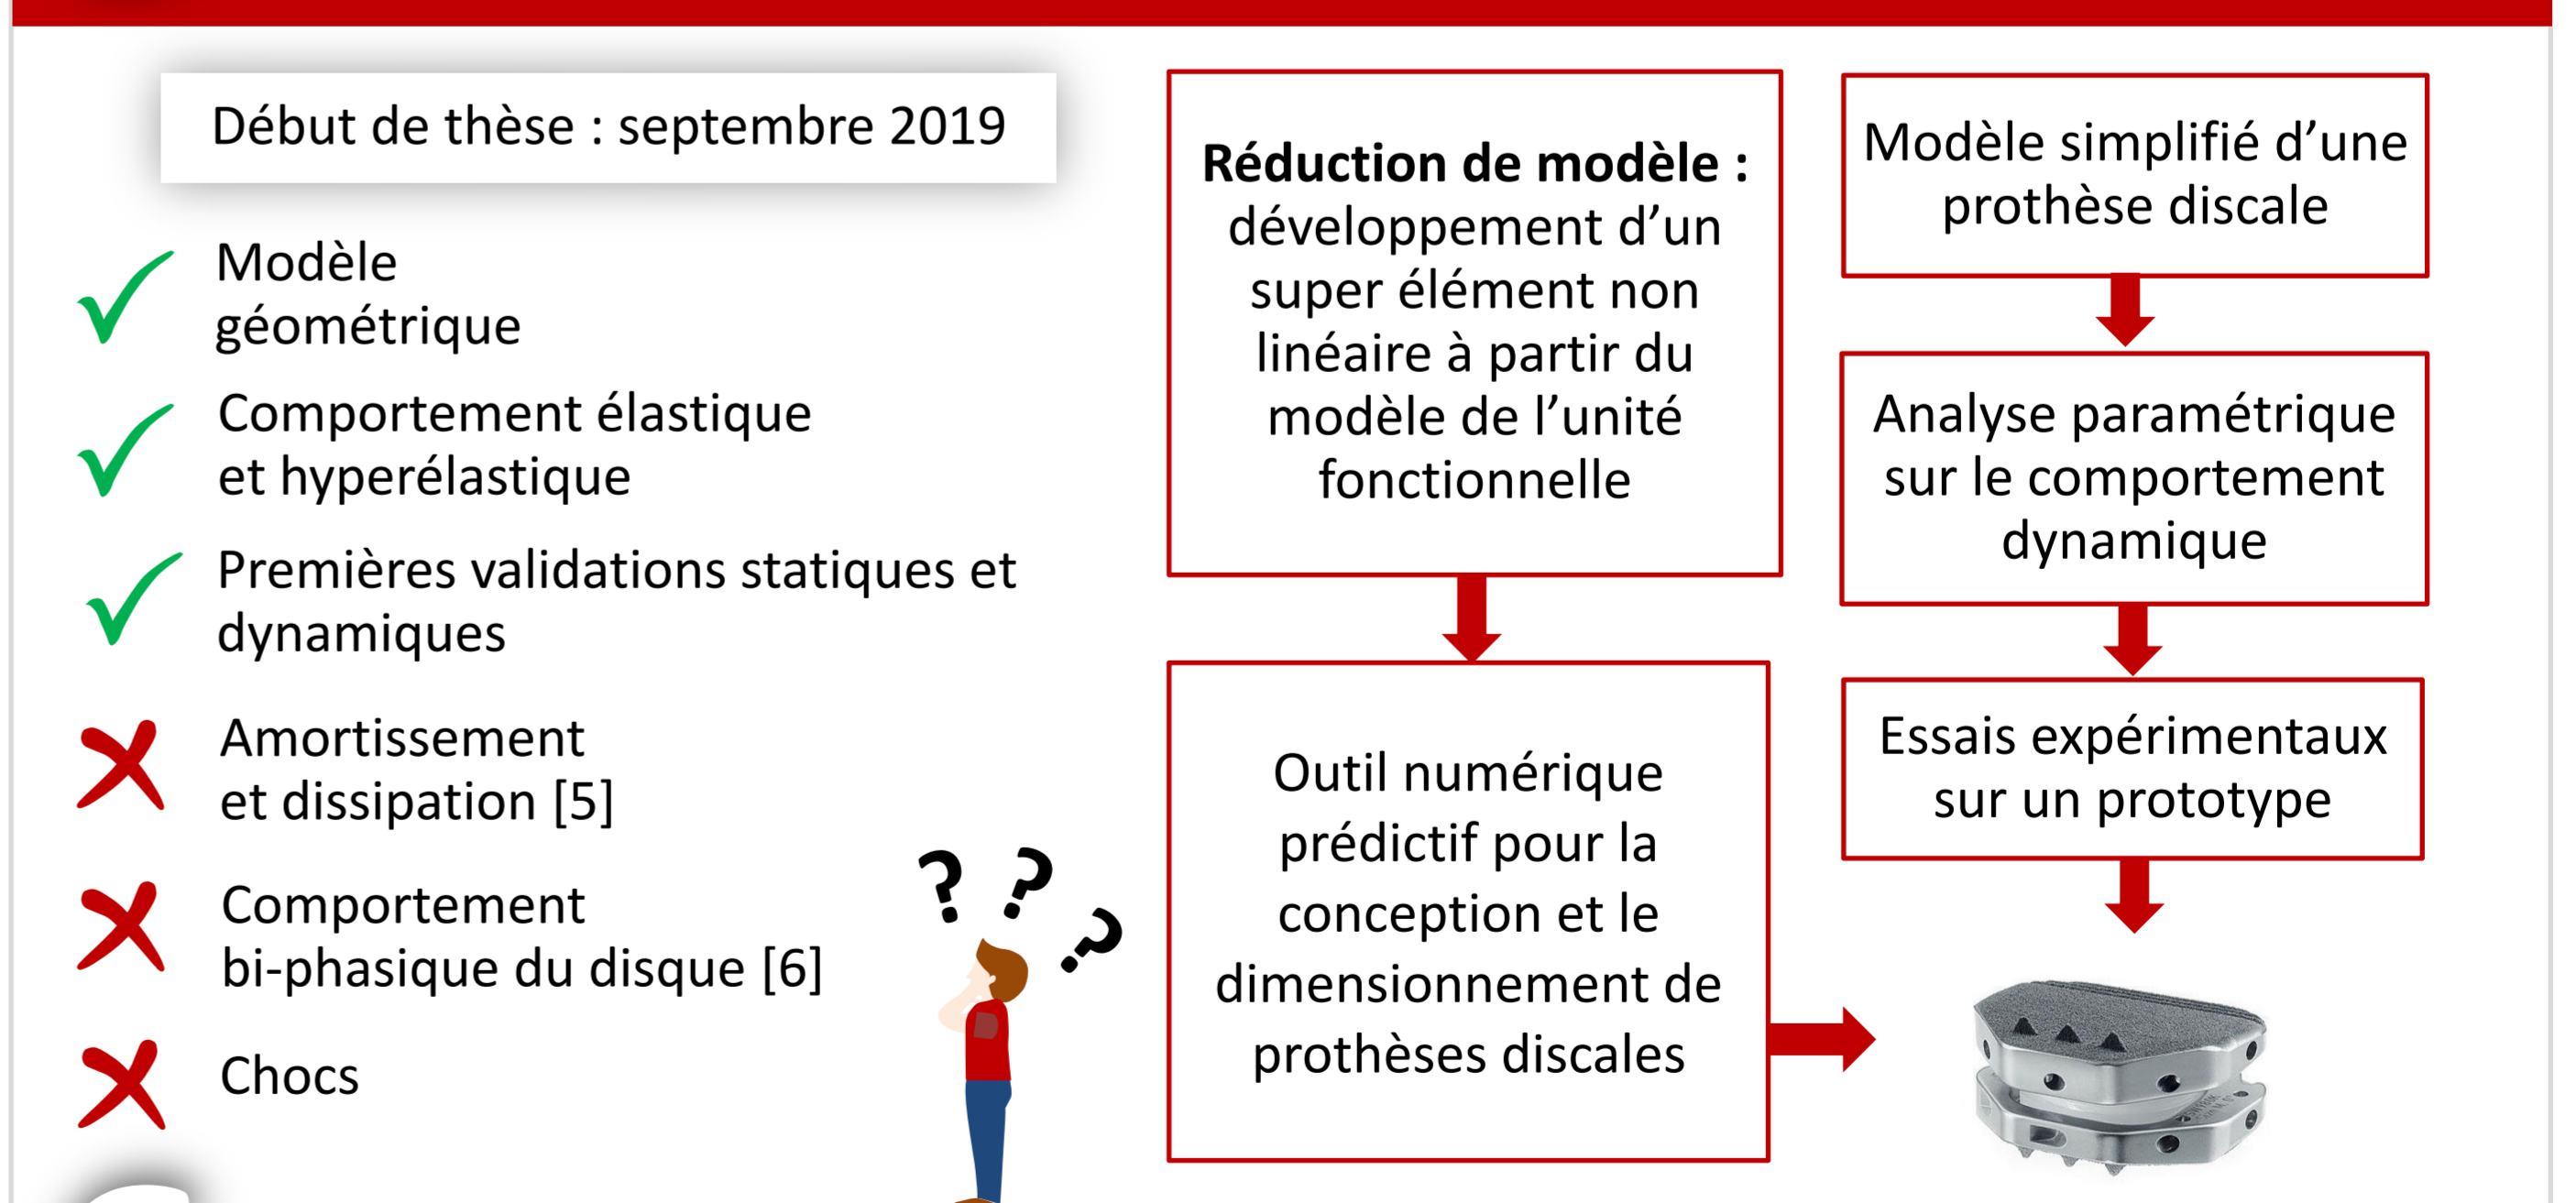 Début de thèse : septembre 2019
Modèle
géométrique
Comportement élastique
et hyperélastique
Premières validations statiques et
dynamiques
Amortissement
et dissipation [5]
Comportement
bi-phasique du disque [6]
Chocs
? ? ?
Réduction de modèle :
développement d’un
super élément non
linéaire à partir du
modèle de l’unité
fonctionnelle
Outil numérique
prédictif pour la
conception et le
dimensionnement de
prothèses discales
Modèle simplifié d’une
prothèse discale
Analyse paramétrique
sur le comportement
dynamique
Essais expérimentaux
sur un prototype